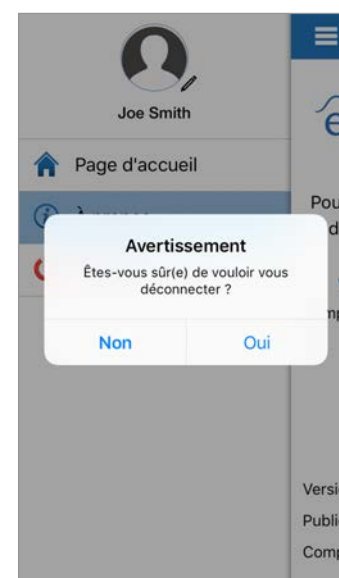 Joe Smith
Page d'accueil
Pou
d
Avertissement
Êtes-vous sûr(e) de vouloir vous
déconnecter ?
Non
Oui
Versi
Publi
Comp